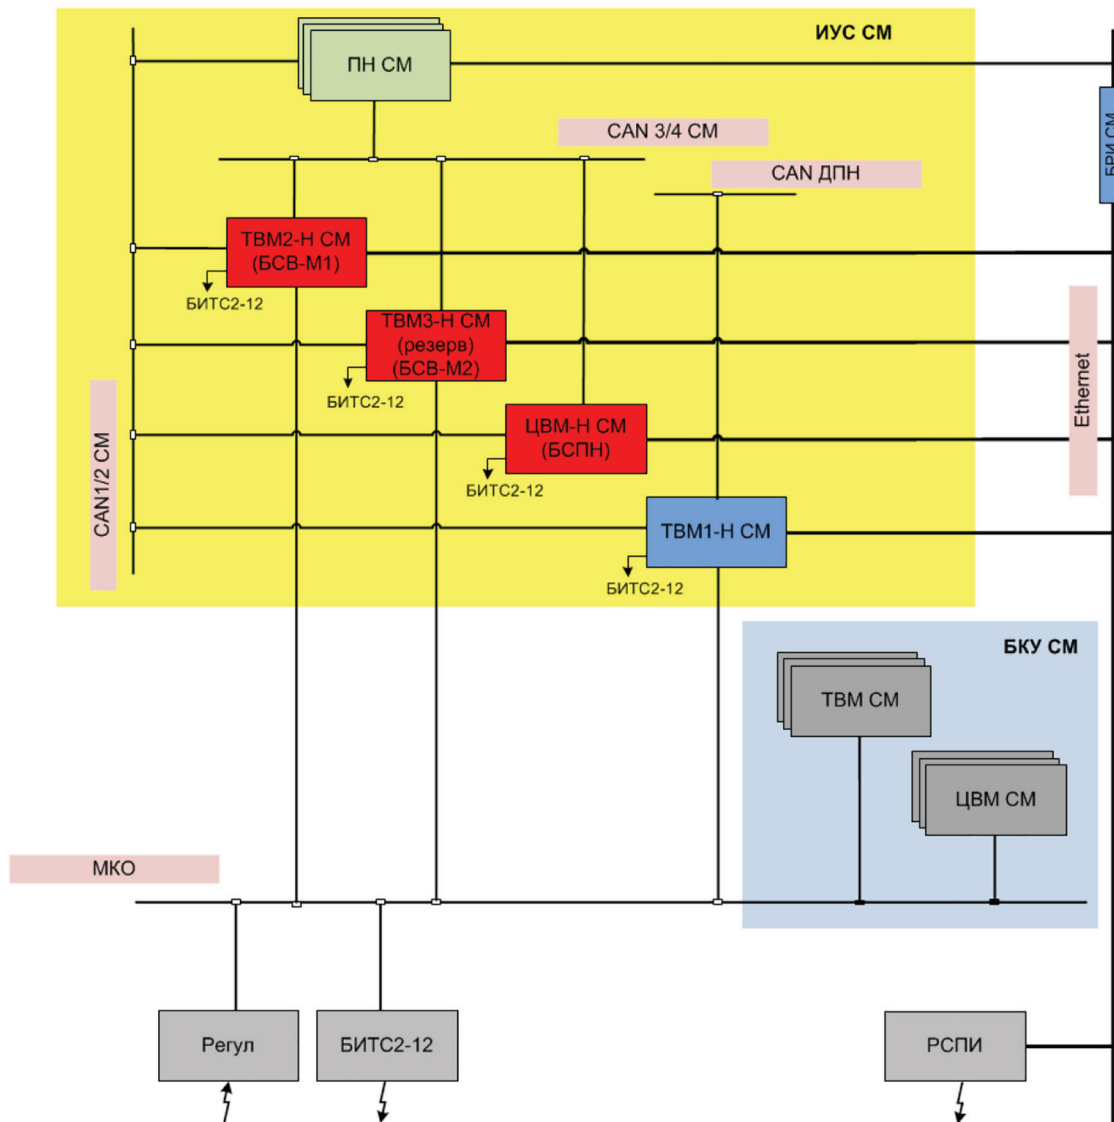 ИУС СМ
ПН СМ
CAN 3/4 СМ
CAN ДПН
БРИ СМ
ТВМ2-Н СМ
(БСВ-М1)
БИТС2-12
ТВМ3-Н СМ
(резерв)
(БСВ-М2)
БИТС2-12
Ethernet
CAN1/2 СМ
ЦВМ-Н СМ
(БСПН)
БИТС2-12
ТВМ1-Н СМ
БИТС2-12
БКУ СМ
ТВМ СМ
ЦВМ СМ
МКО
Регул
БИТС2-12
РСПИ